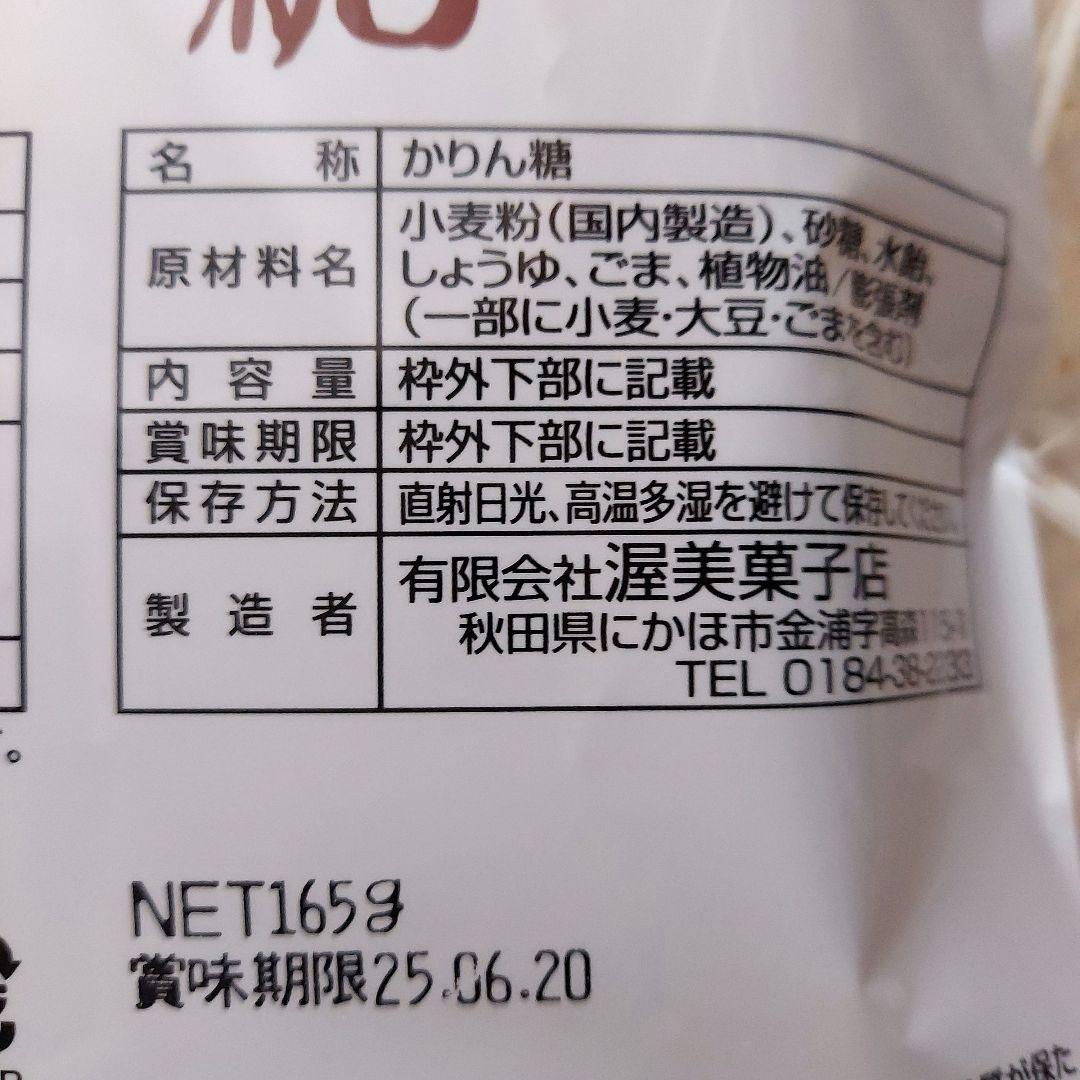 名称 かりん糖
原材料名 小麦粉(国内製造)、砂糖、水飴、
しょうゆ、ごま、植物油/膨張剤
(一部に小麦・大豆・ごまを含む)
内容量 枠外下部に記載
賞味期限 枠外下部に記載
保存方法 直射日光、高温多湿を避けて保存してください。
製造者 有限会社渥美菓子店
秋田県にかほ市金浦字高森
TEL 0184-38-
NET165g
賞味期限25.06.20